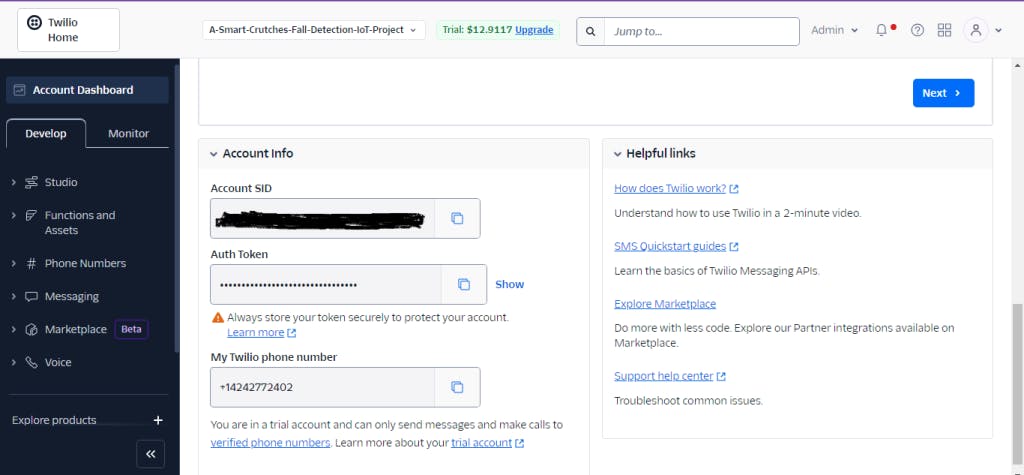 Twilio
Home
A-Smart-Crutches-Fall-Detection-IoT-Project
Trial: $12.9117 Upgrade
Jump to...
Admin
Account Dashboard
Develop
Monitor
Studio
Functions and
Assets
Phone Numbers
Messaging
Marketplace Beta
Voice
Explore products
Next
Account Info
Account SID
Auth Token
••••••••••••••••••••••••••••••••
Show
Always store your token securely to protect your account.
Learn more
My Twilio phone number
+14242772402
You are in a trial account and can only send messages and make calls to
verified phone numbers. Learn more about your trial account
Helpful links
How does Twilio work?
Understand how to use Twilio in a 2-minute video.
SMS Quickstart guides
Learn the basics of Twilio Messaging APIs.
Explore Marketplace
Do more with less code. Explore our Partner integrations available on
Marketplace.
Support help center
Troubleshoot common issues.